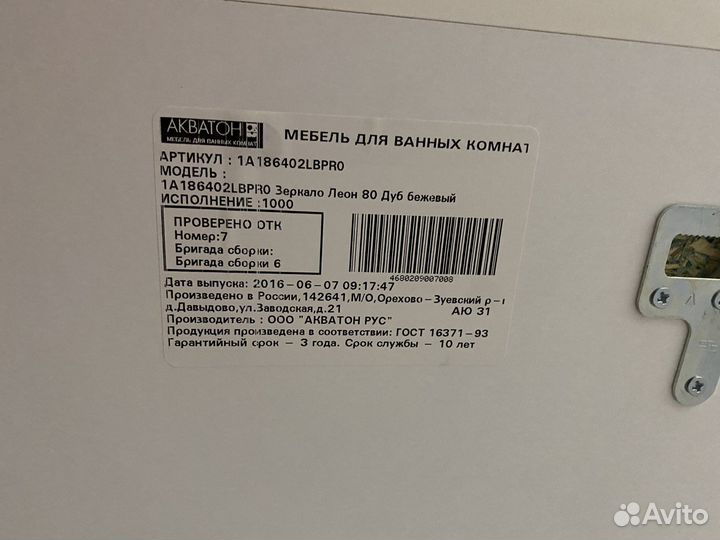 АКВАТОН
МЕБЕЛЬ ДЛЯ ВАННЫХ КОМНАТ
МЕБЕЛЬ ДЛЯ ВАННЫХ КОМНАТ
АРТИКУЛ : 1A186402LBPR0
МОДЕЛЬ :
1A186402LBPR0 Зеркало Леон 80 Дуб бежевый
ИСПОЛНЕНИЕ :1000
ПРОВЕРЕНО ОТК
Номер:7
Бригада сборки:
Бригада сборки 6
4680209007008
Дата выпуска: 2016-06-07 09:17:47
Произведено в России,142641,М/О,Орехово-Зуевский р-
д.Давыдово,ул.Заводская,д.21 АЮ 31
Производитель : ООО "АКВАТОН РУС"
Продукция произведена в соответствии: ГОСТ 16371-93
Гарантийный срок - 3 года. Срок службы - 10 лет
Avito